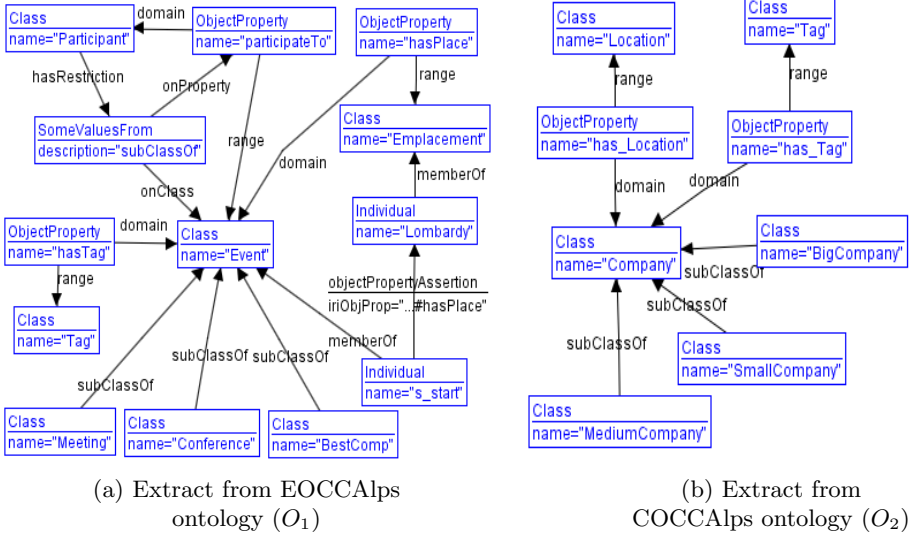 Class
name="Participant"
domain
ObjectProperty
name="participateTo"
ObjectProperty
name="hasPlace"
hasRestriction
onProperty
range
SomeValuesFrom
description="subClassOf"
range
Class
name="Emplacement"
domain
onClass
memberOf
ObjectProperty
name="hasTag"
domain
Class
name="Event"
Individual
name="Lombardy"
range
objectPropertyAssertion
iriObjProp="...#hasPlace"
Class
name="Tag"
memberOf
subClassOf
subClassOf
subClassOf
Individual
name="s_start"
Class
name="Meeting"
Class
name="Conference"
Class
name="BestComp"
(a) Extract from EOCCAlps
ontology (O1)
Class
name="Location"
Class
name="Tag"
range
range
ObjectProperty
name="has_Location"
ObjectProperty
name="has_Tag"
domain
domain
Class
name="Company"
Class
name="BigCompany"
subClassOf
subClassOf
subClassOf
Class
name="SmallCompany"
Class
name="MediumCompany"
(b) Extract from
COCCAlps ontology (O2)